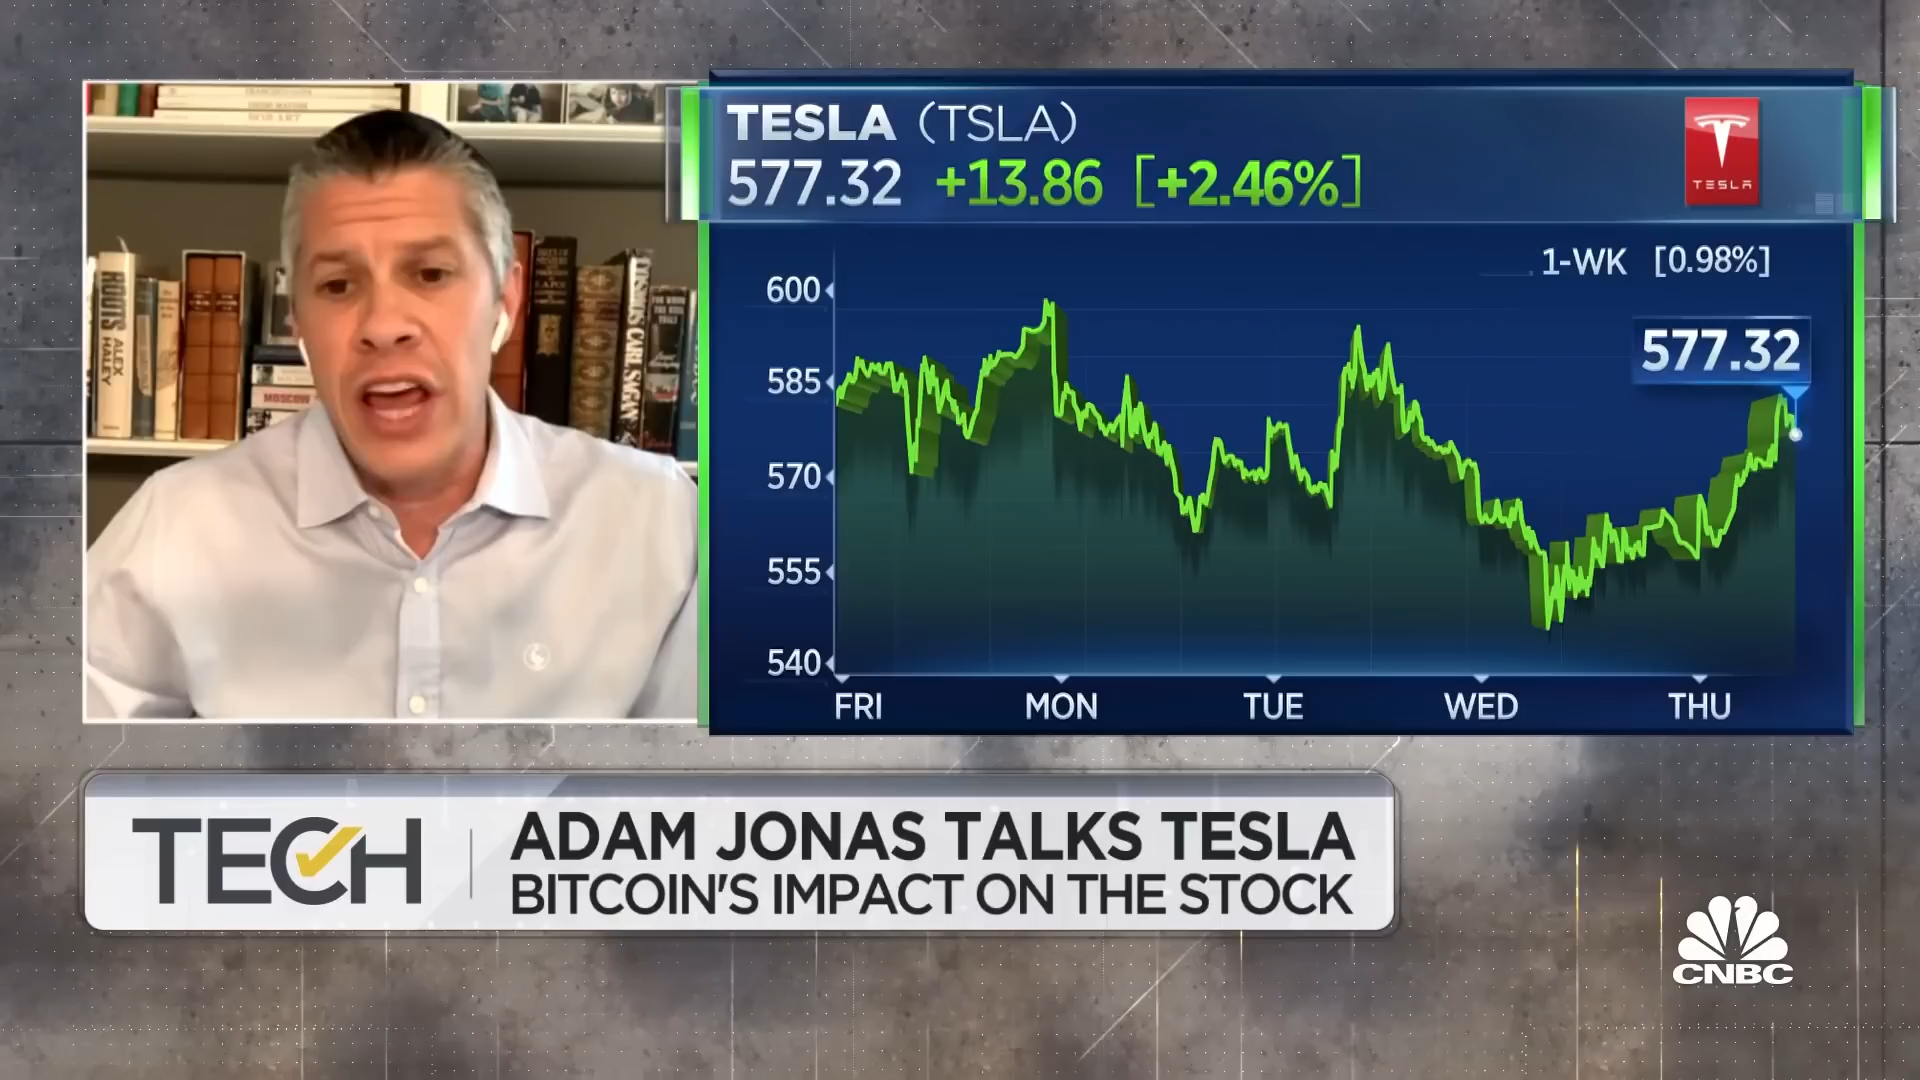 TESLA (TSLA)
577.32 +13.86 [+2.46%]
TESLA
1-WK [0.98%]
577.32
600
585
570
555
540
FRI MON TUE WED THU
ROOTS
ALEX HALEY
MOSCOW
COSMOS CARL SAGAN
TECH
ADAM JONAS TALKS TESLA
BITCOIN'S IMPACT ON THE STOCK
CNBC